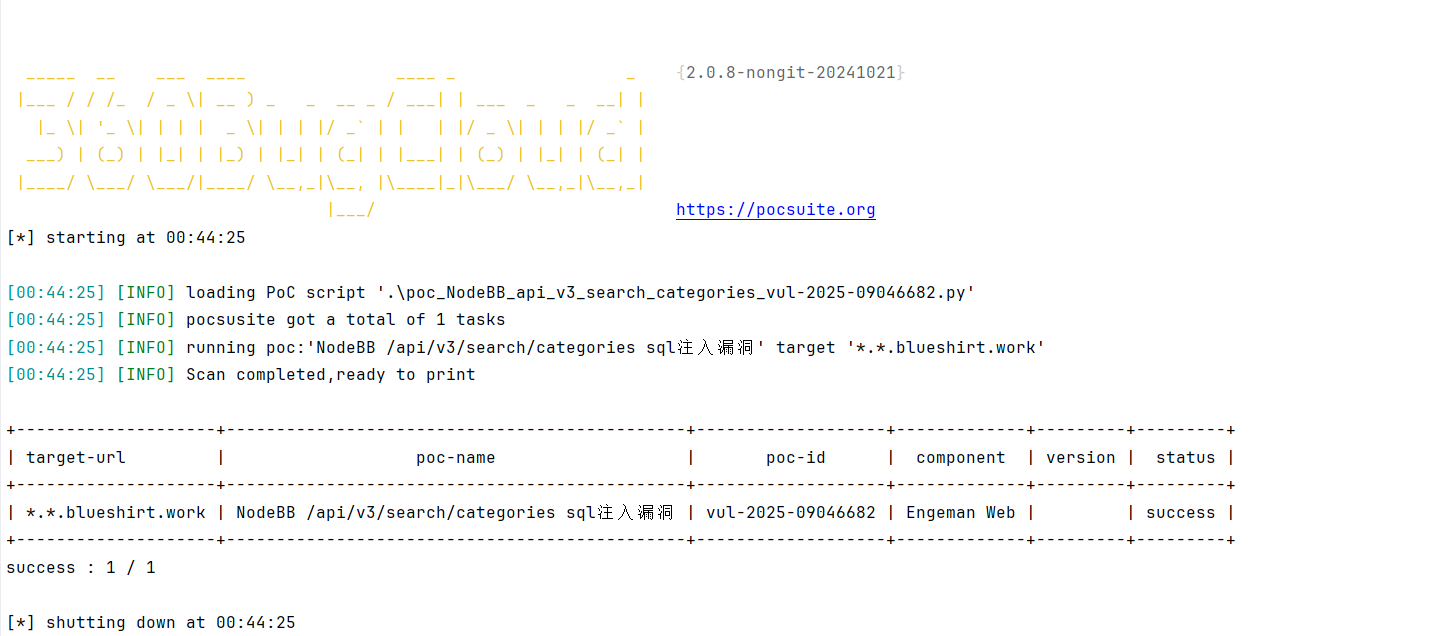 {2.0.8-nongit-20241021}
360BugCloud
https://pocsuite.org
[*] starting at 00:44:25
[00:44:25] [INFO] loading PoC script '.\poc_NodeBB_api_v3_search_categories_vul-2025-09046682.py'
[00:44:25] [INFO] pocsusite got a total of 1 tasks
[00:44:25] [INFO] running poc:'NodeBB /api/v3/search/categories sql注入漏洞' target '*.*.blueshirt.work'
[00:44:25] [INFO] Scan completed,ready to print
+--------------------+----------------------------------------------+-------------------+-------------+---------+---------+
| target-url | poc-name | poc-id | component | version | status |
+--------------------+----------------------------------------------+-------------------+-------------+---------+---------+
| *.*.blueshirt.work | NodeBB /api/v3/search/categories sql注入漏洞 | vul-2025-09046682 | Engeman Web | | success |
+--------------------+----------------------------------------------+-------------------+-------------+---------+---------+
success : 1 / 1
[*] shutting down at 00:44:25